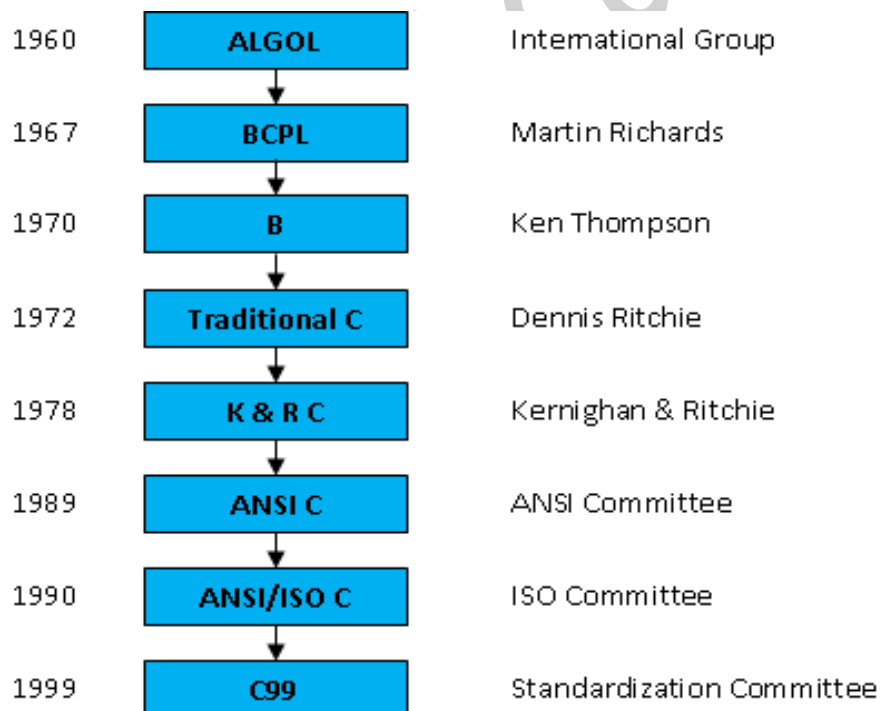 1960 ALGOL International Group
1967 BCPL Martin Richards
1970 B Ken Thompson
1972 Traditional C Dennis Ritchie
1978 K & R C Kernighan & Ritchie
1989 ANSI C ANSI Committee
1990 ANSI/ISO C ISO Committee
1999 C99 Standardization Committee